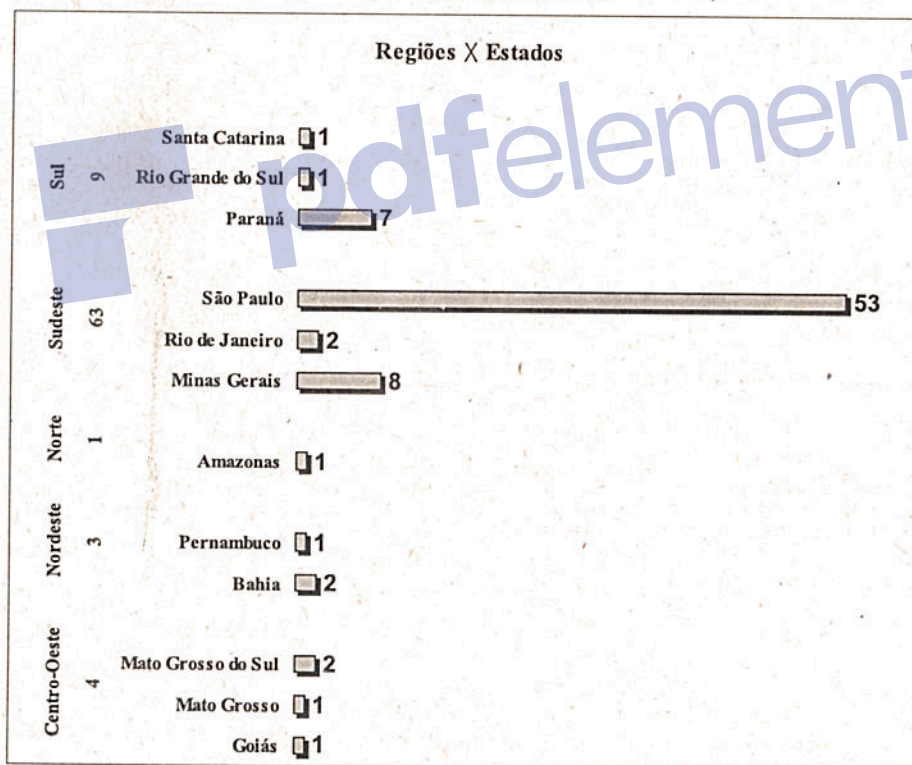 Regiões X Estados
pdfelement
Sul
9
Santa Catarina 1
Rio Grande do Sul 1
Paraná 7
Sudeste
63
São Paulo 53
Rio de Janeiro 2
Minas Gerais 8
Norte
1
Amazonas 1
Nordeste
3
Pernambuco 1
Bahia 2
Centro-Oeste
4
Mato Grosso do Sul 2
Mato Grosso 1
Goiás 1